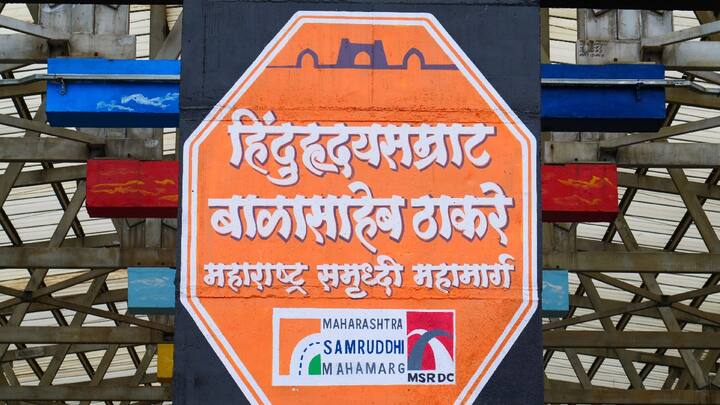 हिंदुहृदयसम्राट
बाळासाहेब ठाकरे
महाराष्ट्र समृध्दी महामार्ग
MAHARASHTRA
SAMRUDDHI
MAHAMARG
MSRDC